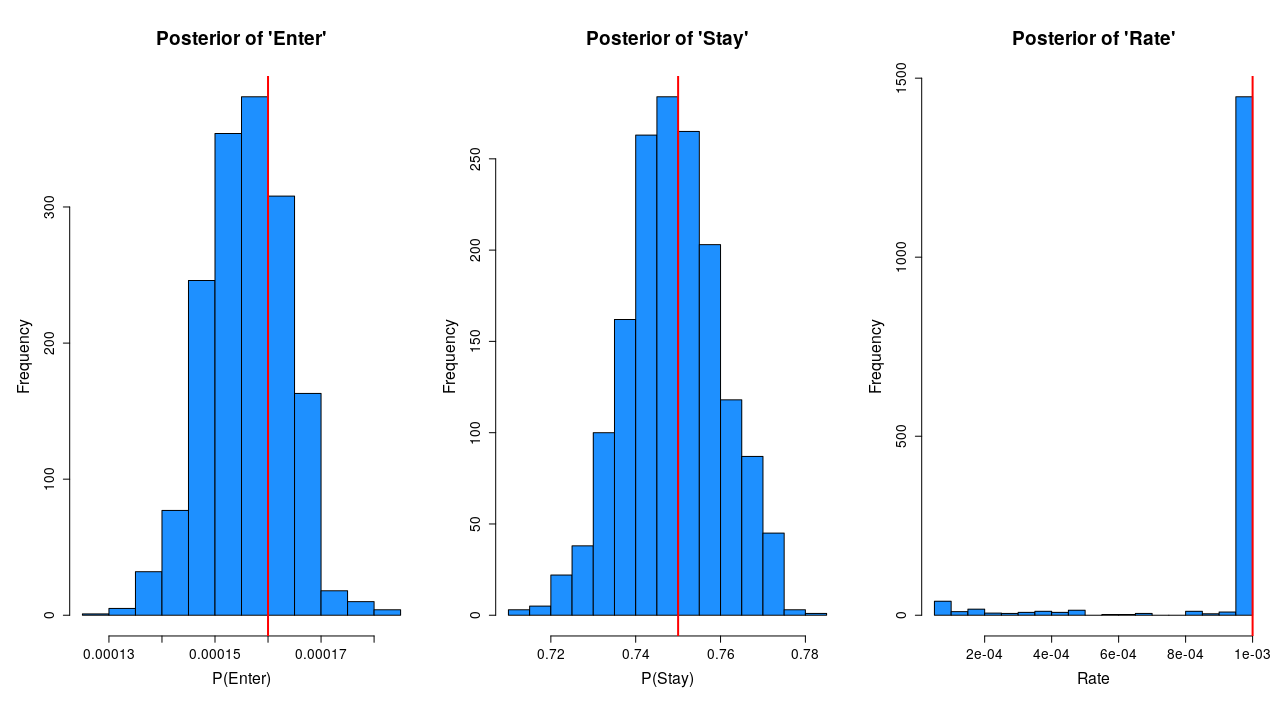 Posterior of 'Enter'
Frequency
0
100
200
300
0.00013
0.00015
0.00017
P(Enter)
Posterior of 'Stay'
Frequency
0
50
100
150
200
250
0.72
0.74
0.76
0.78
P(Stay)
Posterior of 'Rate'
Frequency
0
500
1000
1500
2e-04
4e-04
6e-04
8e-04
1e-03
Rate